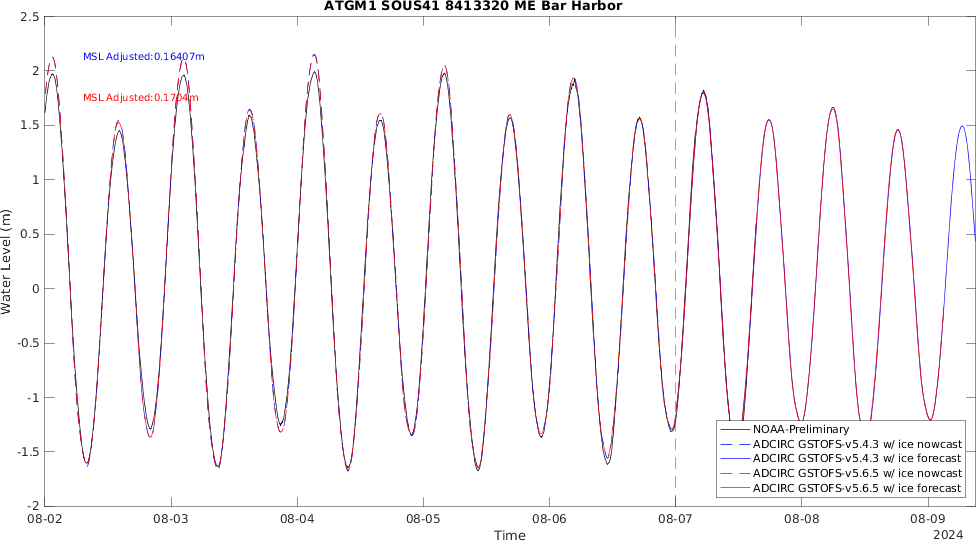 ATGM1 SOUS41 8413320 ME Bar Harbor
2.5
2
1.5
1
0.5
0
-0.5
-1
-1.5
-2
Water Level (m)
MSL Adjusted:0.16407m
MSL Adjusted:0.1704m
NOAA-Preliminary
ADCIRC GSTOFS-v5.4.3 w/ ice nowcast
ADCIRC GSTOFS-v5.4.3 w/ ice forecast
ADCIRC GSTOFS-v5.6.5 w/ ice nowcast
ADCIRC GSTOFS-v5.6.5 w/ ice forecast
08-02 08-03 08-04 08-05 08-06 08-07 08-08 08-09
Time
2024